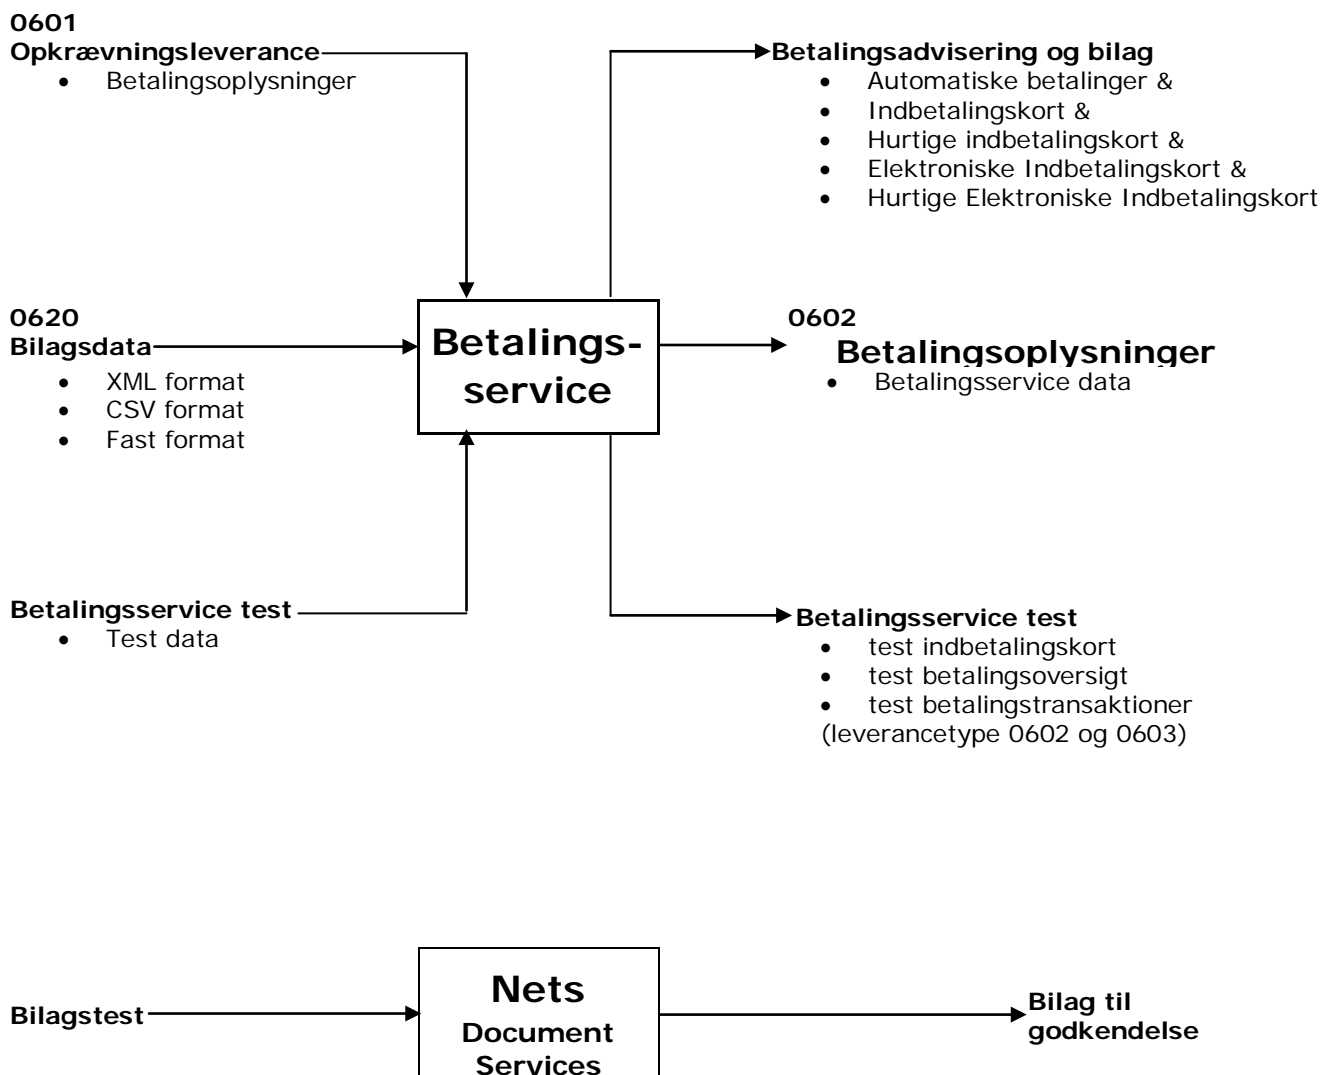 0601
Opkrævningsleverance
• Betalingsoplysninger
Betalingsadvisering og bilag
• Automatiske betalinger &
• Indbetalingskort &
• Hurtige indbetalingskort &
• Elektroniske Indbetalingskort &
• Hurtige Elektroniske Indbetalingskort
0620
Bilagsdata
• XML format
• CSV format
• Fast format
Betalings-
service
0602
Betalingsoplysninger
• Betalingsservice data
Betalingsservice test
• Test data
Betalingsservice test
• test indbetalingskort
• test betalingsoversigt
• test betalingstransaktioner
(leverancetype 0602 og 0603)
Bilagstest
Nets
Document
Services
Bilag til
godkendelse